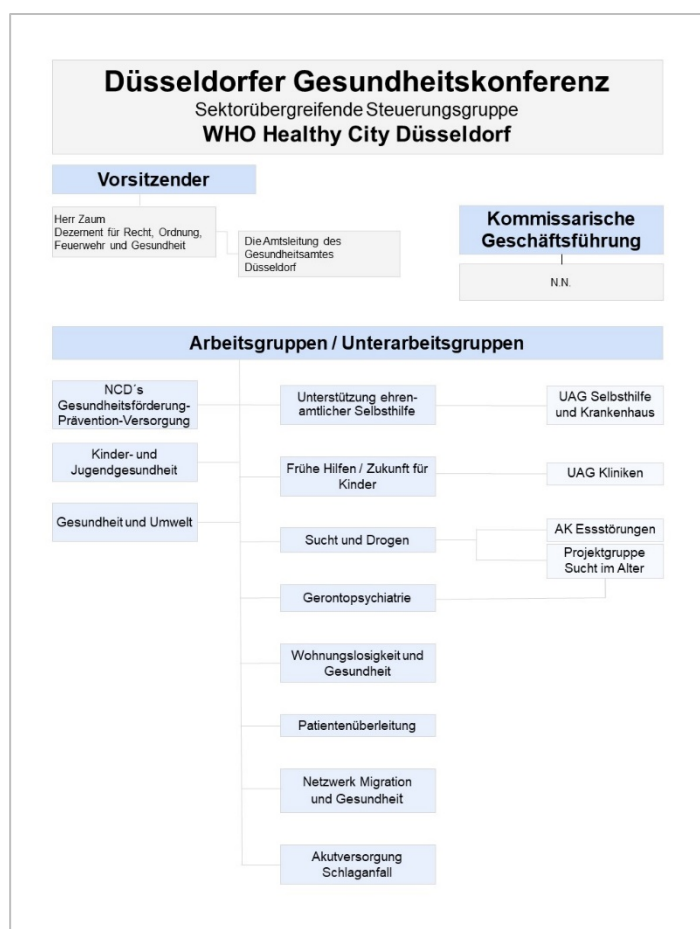 Düsseldorfer Gesundheitskonferenz
Sektorübergreifende Steuerungsgruppe
WHO Healthy City Düsseldorf
Vorsitzender
Herr Zaum
Dezernent für Recht, Ordnung,
Feuerwehr und Gesundheit
Die Amtsleitung des
Gesundheitsamtes
Düsseldorf
Kommissarische
Geschäftsführung
N.N.
Arbeitsgruppen / Unterarbeitsgruppen
NCD´s
Gesundheitsförderung-
Prävention-Versorgung
Kinder- und
Jugendgesundheit
Gesundheit und Umwelt
Unterstützung ehren-
amtlicher Selbsthilfe
UAG Selbsthilfe
und Krankenhaus
Frühe Hilfen / Zukunft für
Kinder
UAG Kliniken
Sucht und Drogen
AK Essstörungen
Projektgruppe
Sucht im Alter
Gerontopsychiatrie
Wohnungslosigkeit und
Gesundheit
Patientenüberleitung
Netzwerk Migration
und Gesundheit
Akutversorgung
Schlaganfall